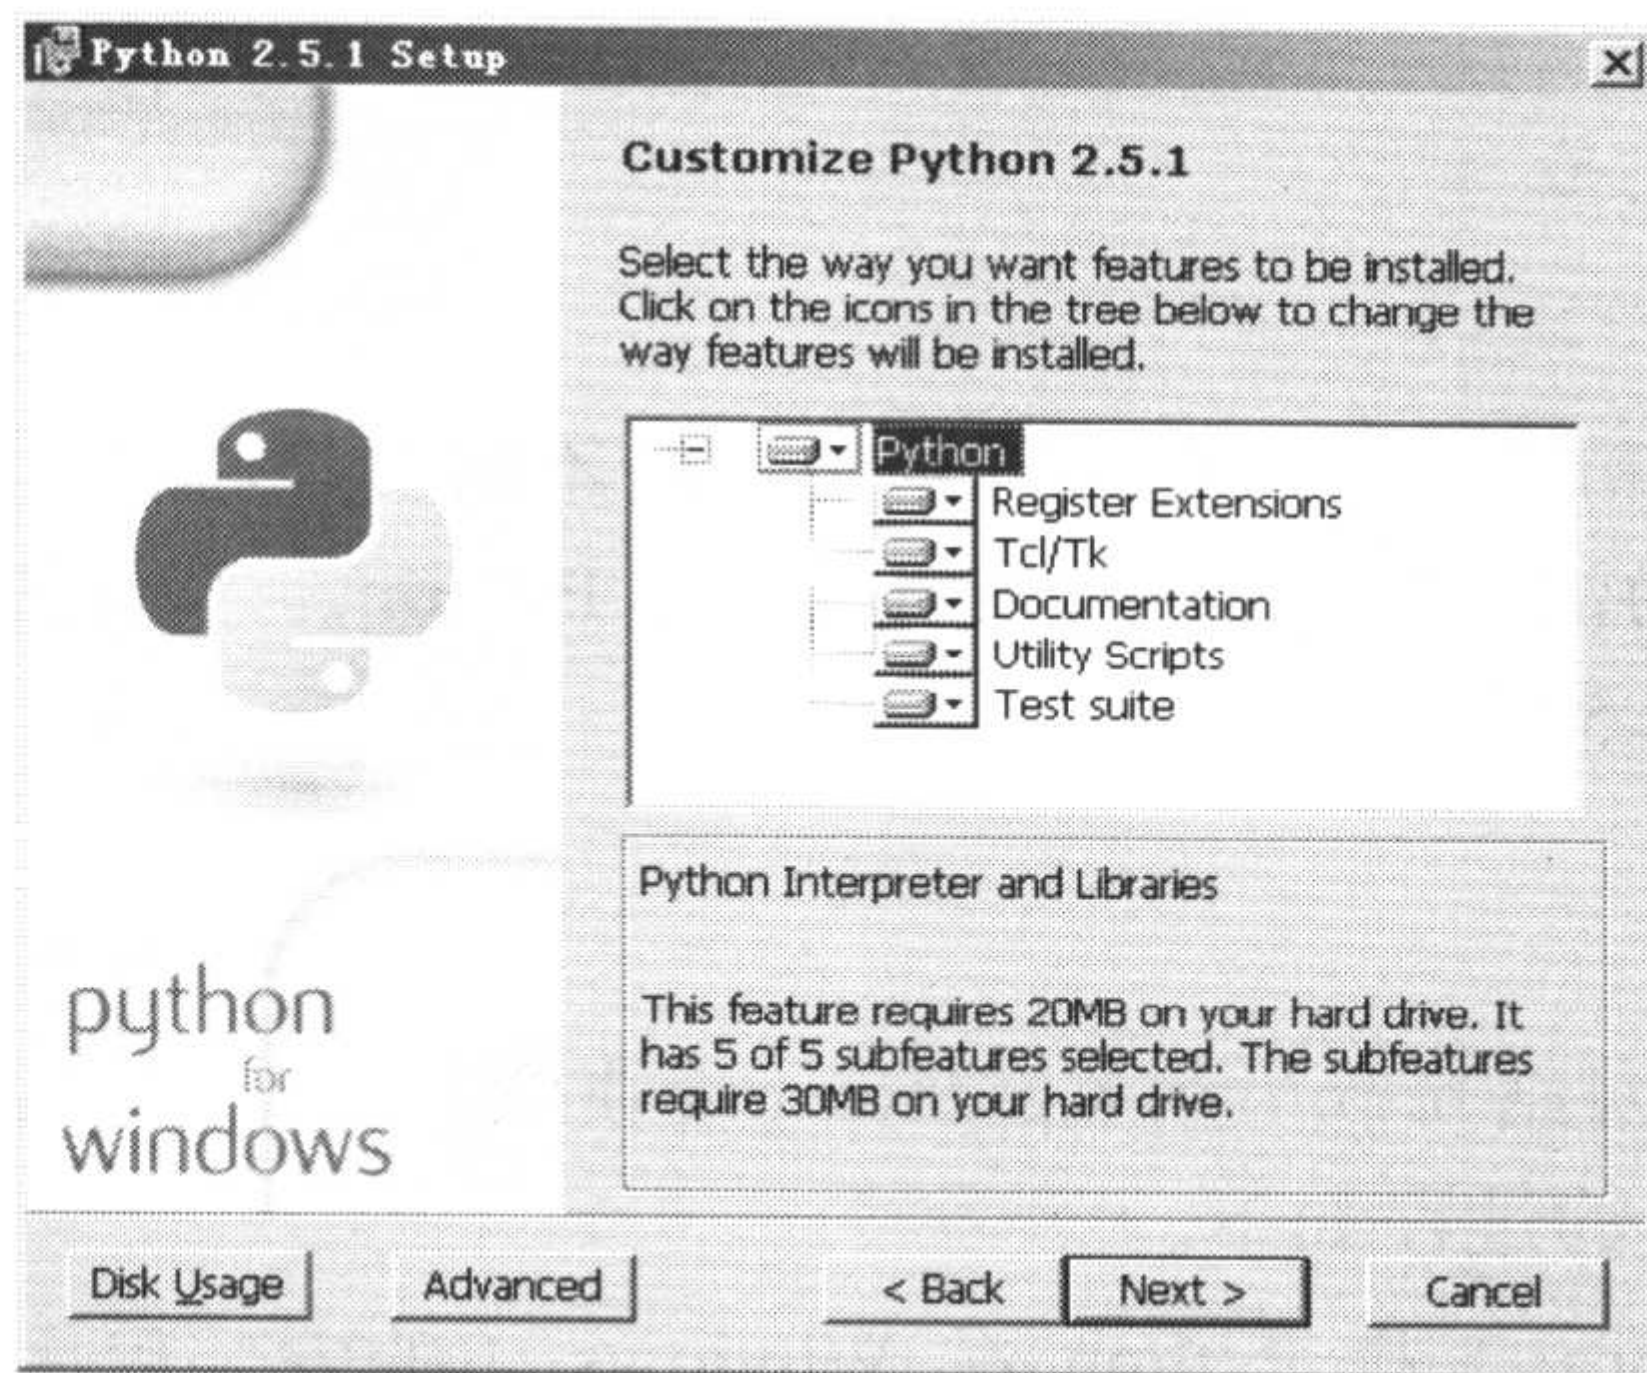 Python 2.5.1 Setup
Customize Python 2.5.1
Select the way you want features to be installed.
Click on the icons in the tree below to change the
way features will be installed.
Python
Register Extensions
Tcl/Tk
Documentation
Utility Scripts
Test suite
Python Interpreter and Libraries
This feature requires 20MB on your hard drive. It
has 5 of 5 subfeatures selected. The subfeatures
require 30MB on your hard drive.
python
for
windows
Disk Usage
Advanced
< Back
Next >
Cancel